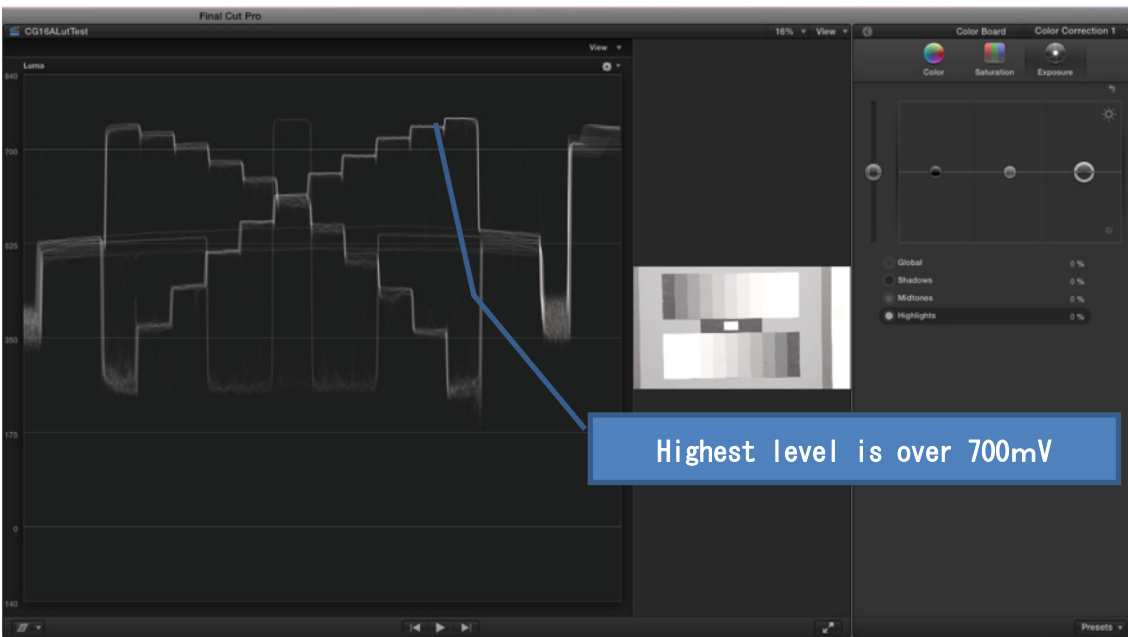 Final Cut Pro
CG16ALutTest
16% View
Color Board
Color Correction 1
View
Luma
Color
Saturation
Exposure
840
700
525
350
175
0
-140
Global 0 %
Shadows 0 %
Midtones 0 %
Highlights 0 %
Highest level is over 700mV
Presets